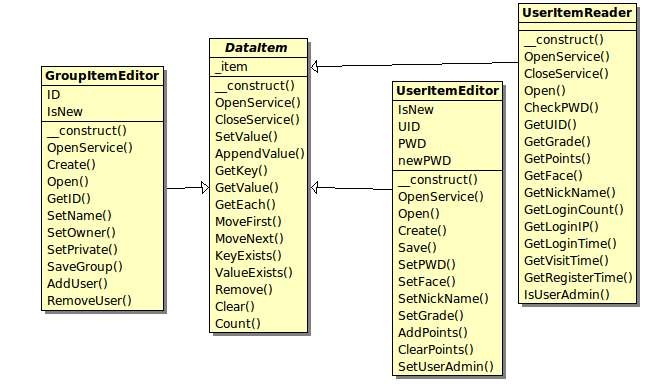 GroupItemEditor
ID
IsNew
__construct()
OpenService()
Create()
Open()
GetID()
SetName()
SetOwner()
SetPrivate()
SaveGroup()
AddUser()
RemoveUser()
DataItem
_item
__construct()
OpenService()
CloseService()
SetValue()
AppendValue()
GetKey()
GetValue()
GetEach()
MoveFirst()
MoveNext()
KeyExists()
ValueExists()
Remove()
Clear()
Count()
UserItemEditor
IsNew
UID
PWD
newPWD
__construct()
OpenService()
Open()
Create()
Save()
SetPWD()
SetFace()
SetNickName()
SetGrade()
AddPoints()
ClearPoints()
SetUserAdmin()
UserItemReader
__construct()
OpenService()
CloseService()
Open()
CheckPWD()
GetUID()
GetGrade()
GetPoints()
GetFace()
GetNickName()
GetLoginCount()
GetLoginIP()
GetLoginTime()
GetVisitTime()
GetRegisterTime()
IsUserAdmin()